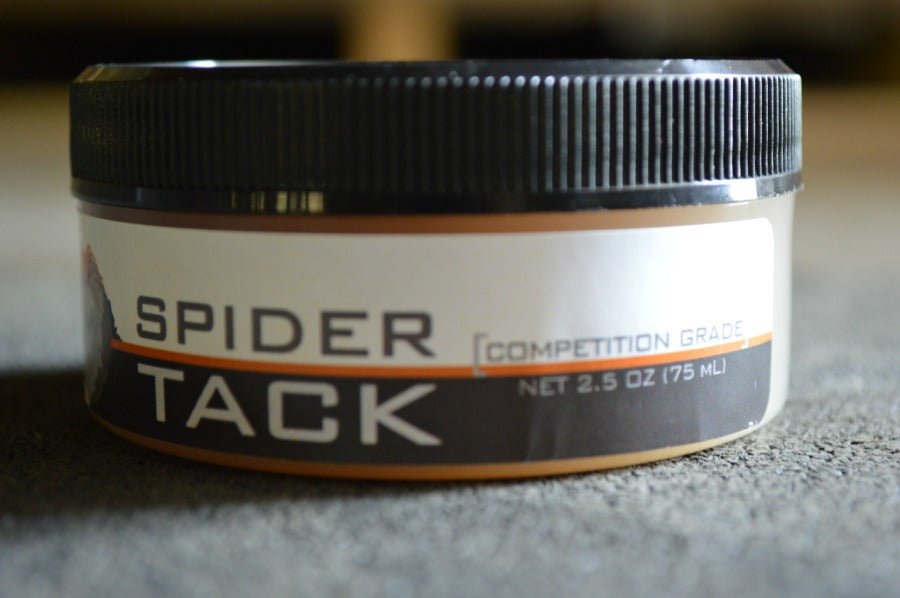 SPIDER
TACK
[COMPETITION GRADE]
NET 2.5 OZ (75 ML)